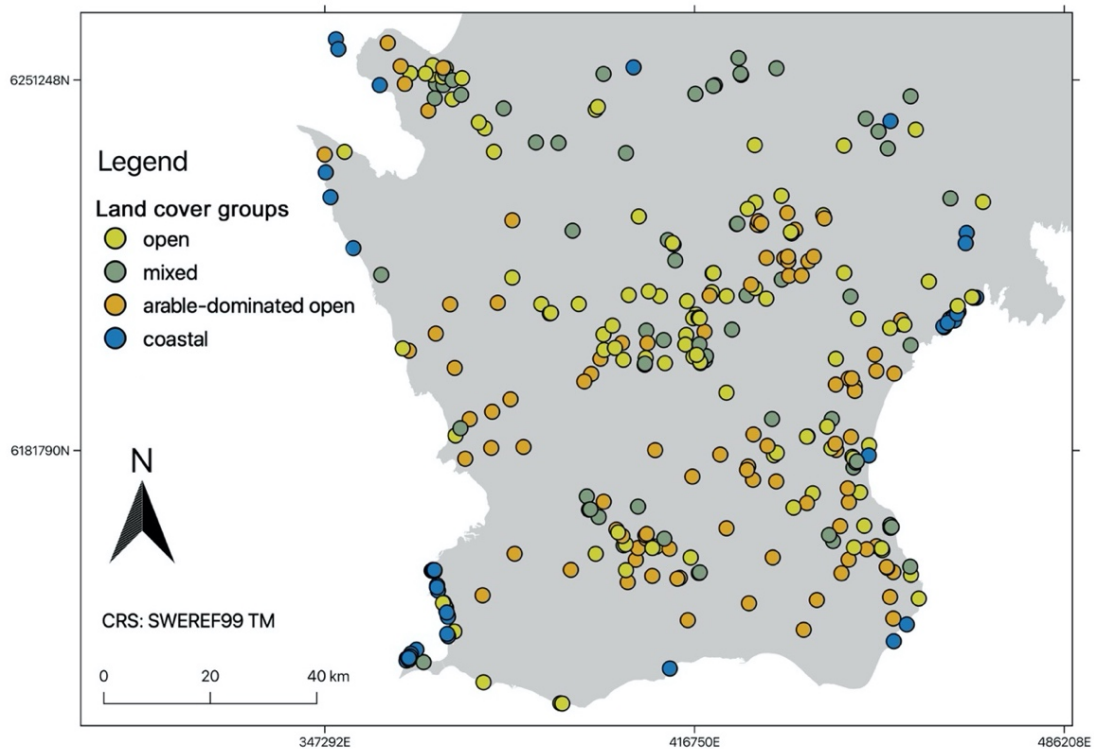 6251248N
Legend
Land cover groups
open
mixed
arable-dominated open
coastal
6181790N
N
CRS: SWEREF99 TM
0 20 40 km
347292E 416750E 486208E